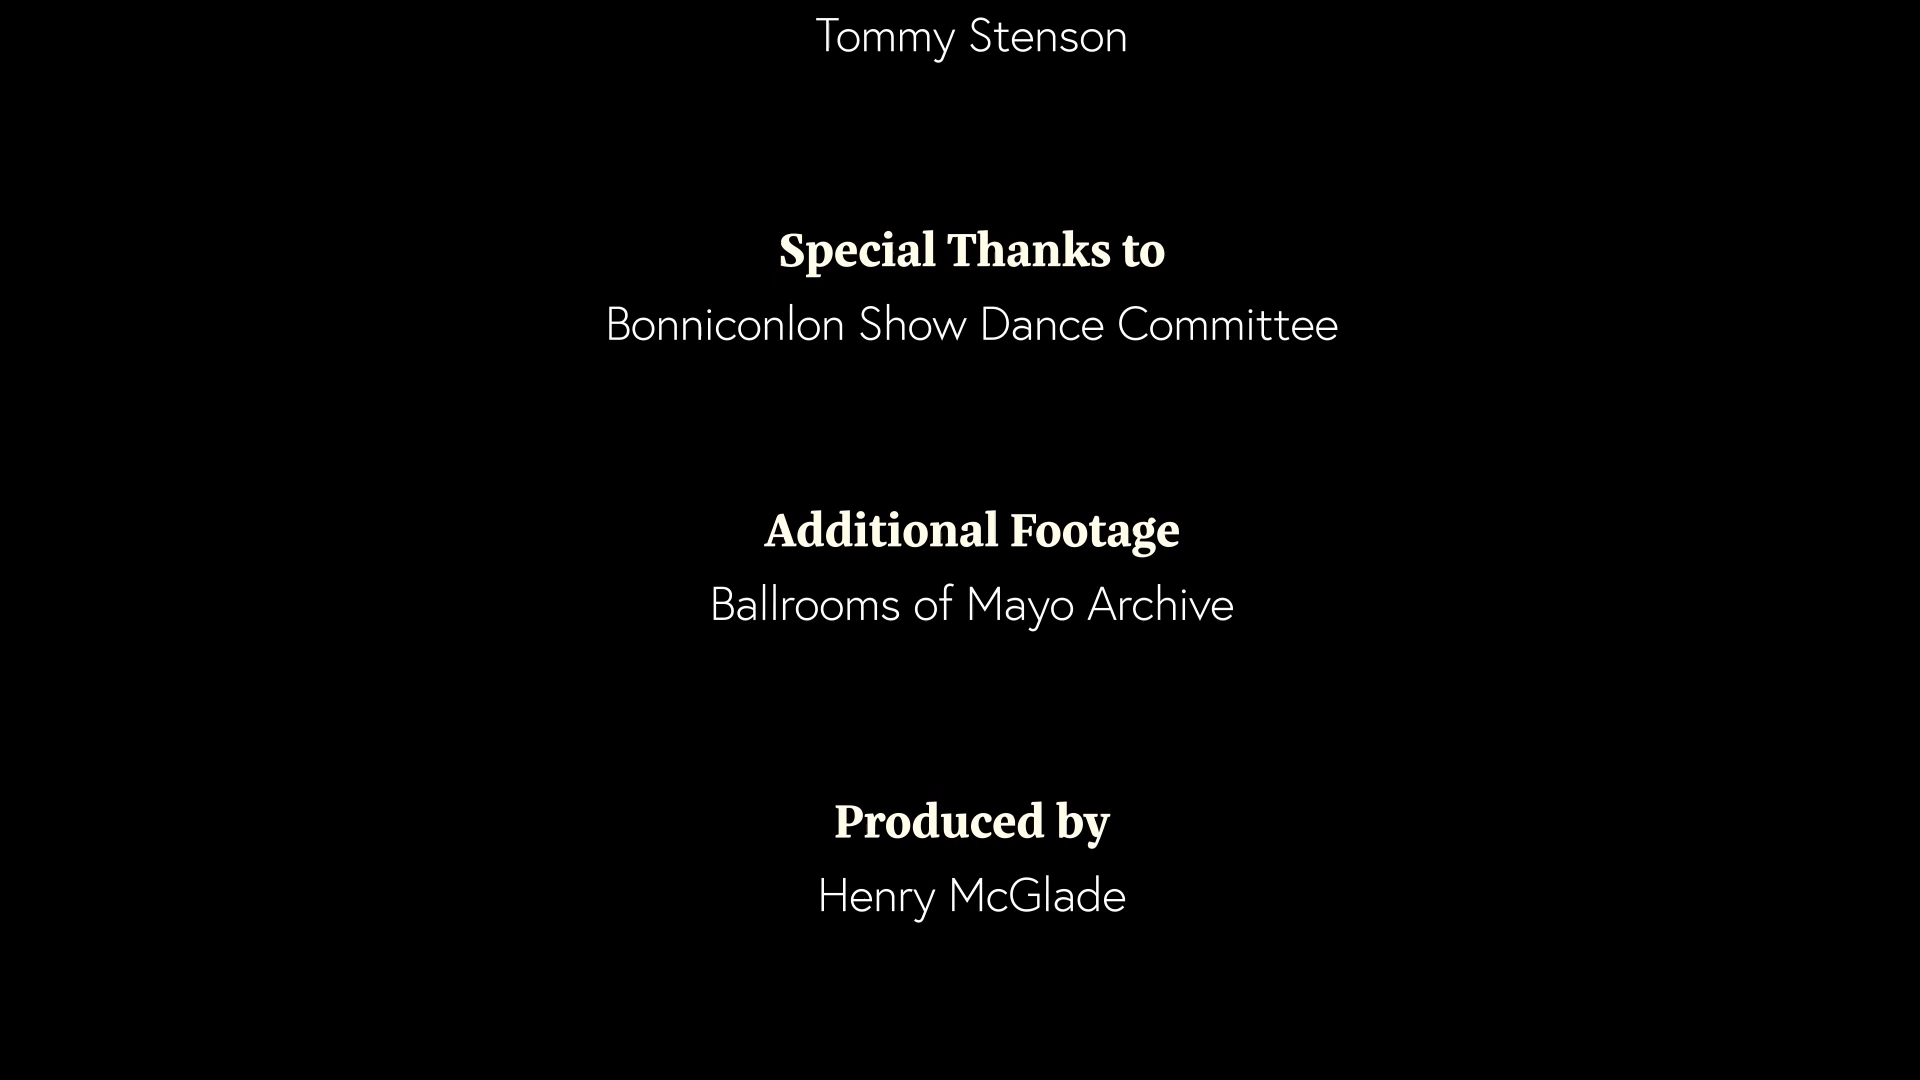 Tommy Stenson
Special Thanks to
Bonniconlon Show Dance Committee
Additional Footage
Ballrooms of Mayo Archive
Produced by
Henry McGlade